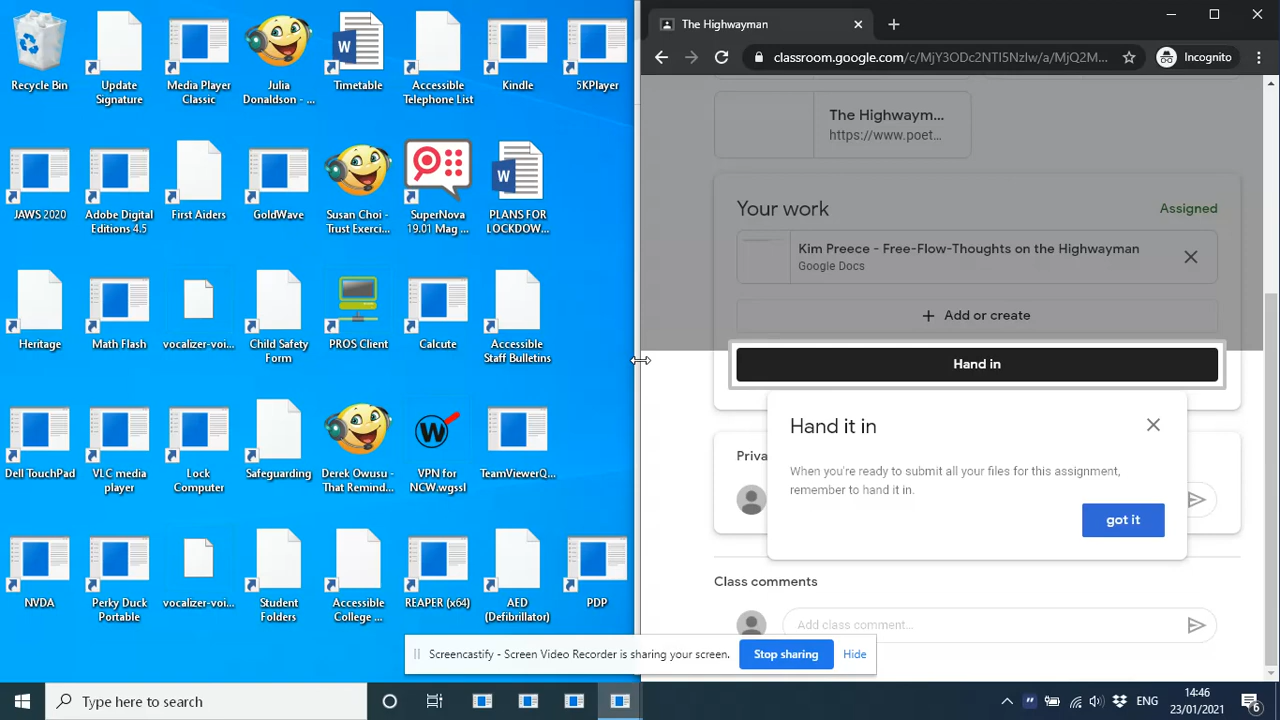 Recycle Bin
Update
Signature
Media Player
Classic
Julia
Donaldson - ...
Timetable
Accessible
Telephone List
Kindle
5KPlayer
JAWS 2020
Adobe Digital
Editions 4.5
First Aiders
GoldWave
Susan Choi -
Trust Exerci...
SuperNova
19.01 Mag ...
PLANS FOR
LOCKDOW...
Heritage
Math Flash
vocalizer-voi...
Child Safety
Form
PROS Client
Calcute
Accessible
Staff Bulletins
Dell TouchPad
VLC media
player
Lock
Computer
Safeguarding
Derek Owusu -
That Remind...
VPN for
NCW.wgssl
TeamViewerQ...
NVDA
Perky Duck
Portable
vocalizer-voi...
Student
Folders
Accessible
College ...
REAPER (x64)
AED
(Defibrillator)
PDP
The Highwayman
classroom.google.com/c/MjY3ODc2NTI5NzIw/a/MjQ2M...
Incognito
The Highwaym...
https://www.poet...
Your work
Assigned
Kim Preece - Free-Flow-Thoughts on the Highwayman
Google Docs
+ Add or create
Hand in
Hand it in
When you're ready to submit all your files for this assignment,
remember to hand it in.
got it
Priva
Class comments
Add class comment...
Screencastify - Screen Video Recorder is sharing your screen.
Stop sharing
Hide
Type here to search
ENG
14:46
23/01/2021
6